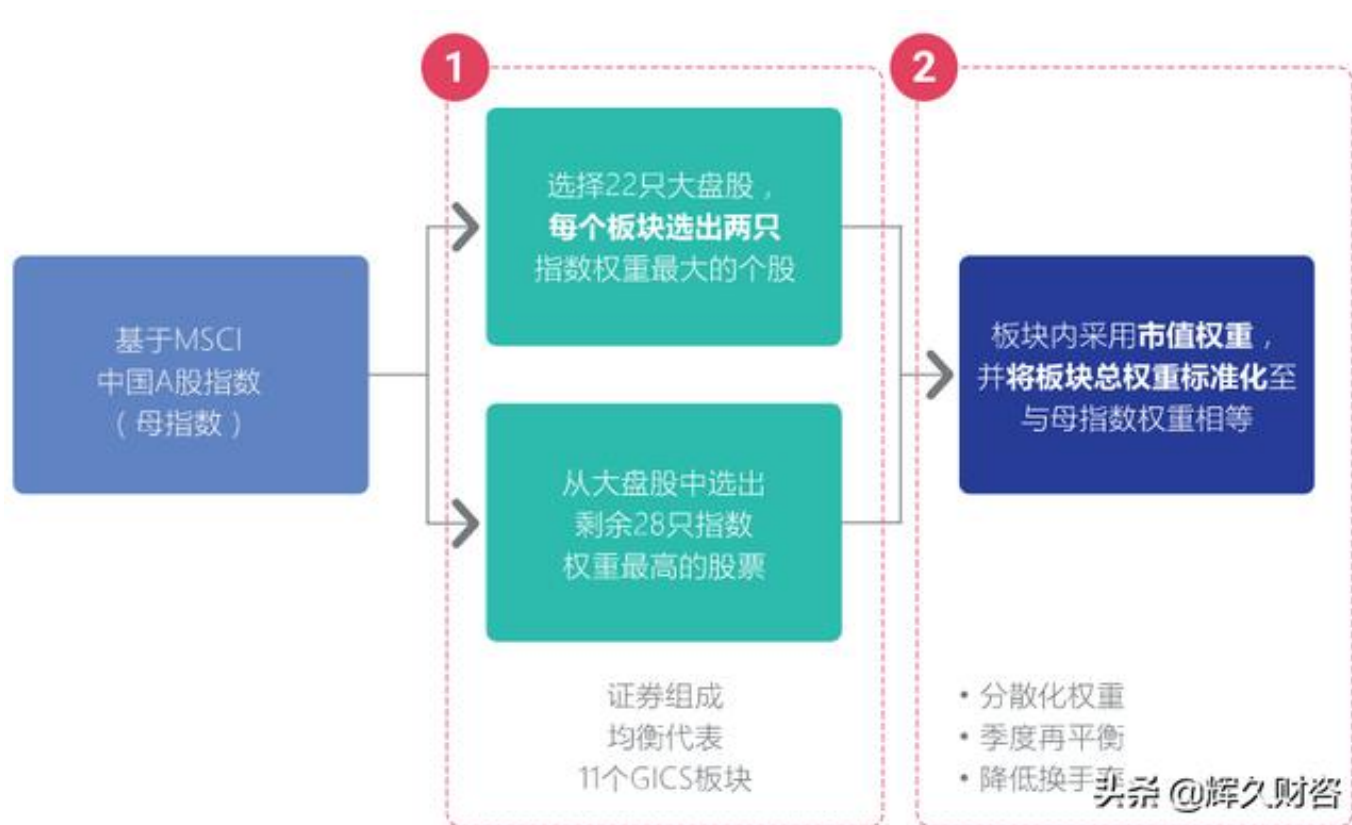 1
2
选择22只大盘股，
每个板块选出两只
指数权重最大的个股
基于MSCI
中国A股指数
（母指数）
板块内采用市值权重，
并将板块总权重标准化至
与母指数权重相等
从大盘股中选出
剩余28只指数
权重最高的股票
证券组成
均衡代表
11个GICS板块
• 分散化权重
• 季度再平衡
• 降低换手率
头条 @辉久财咨